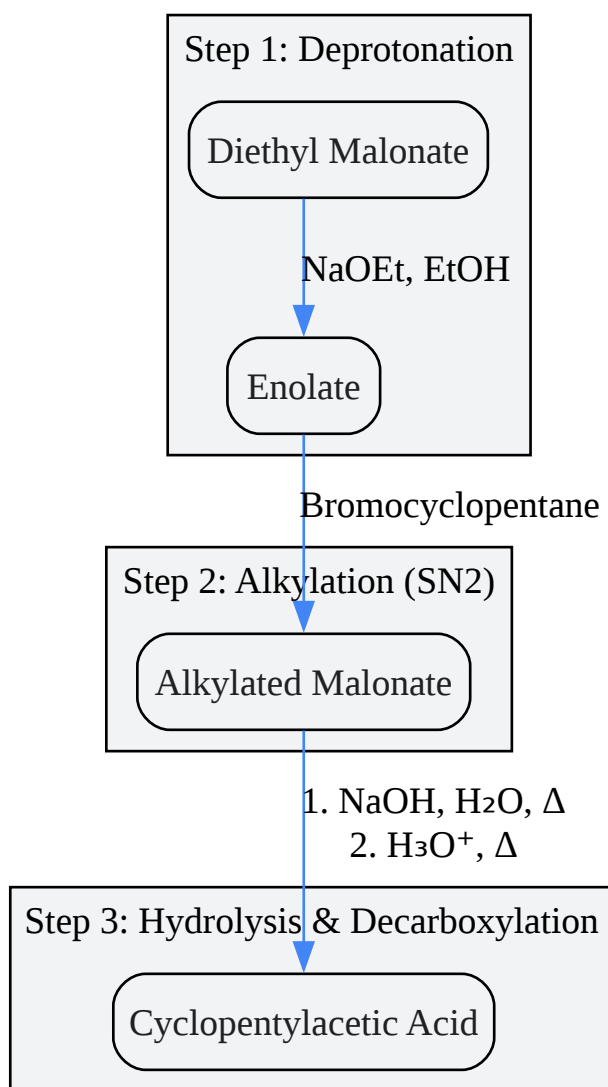 Step 1: Deprotonation
Diethyl Malonate
NaOEt, EtOH
Enolate
Bromocyclopentane
Step 2: Alkylation (SN2)
Alkylated Malonate
1. NaOH, H₂O, Δ
2. H₃O⁺, Δ
Step 3: Hydrolysis & Decarboxylation
Cyclopentylacetic Acid